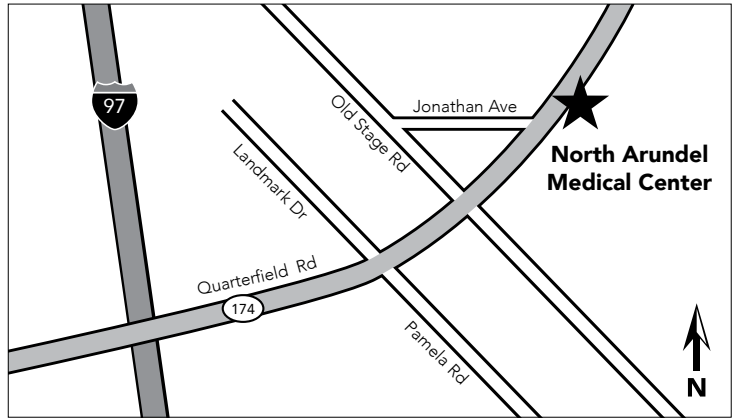 97
Jonathan Ave
Old Stage Rd
North Arundel
Medical Center
Landmark Dr
Quarterfield Rd
174
Pamela Rd
N